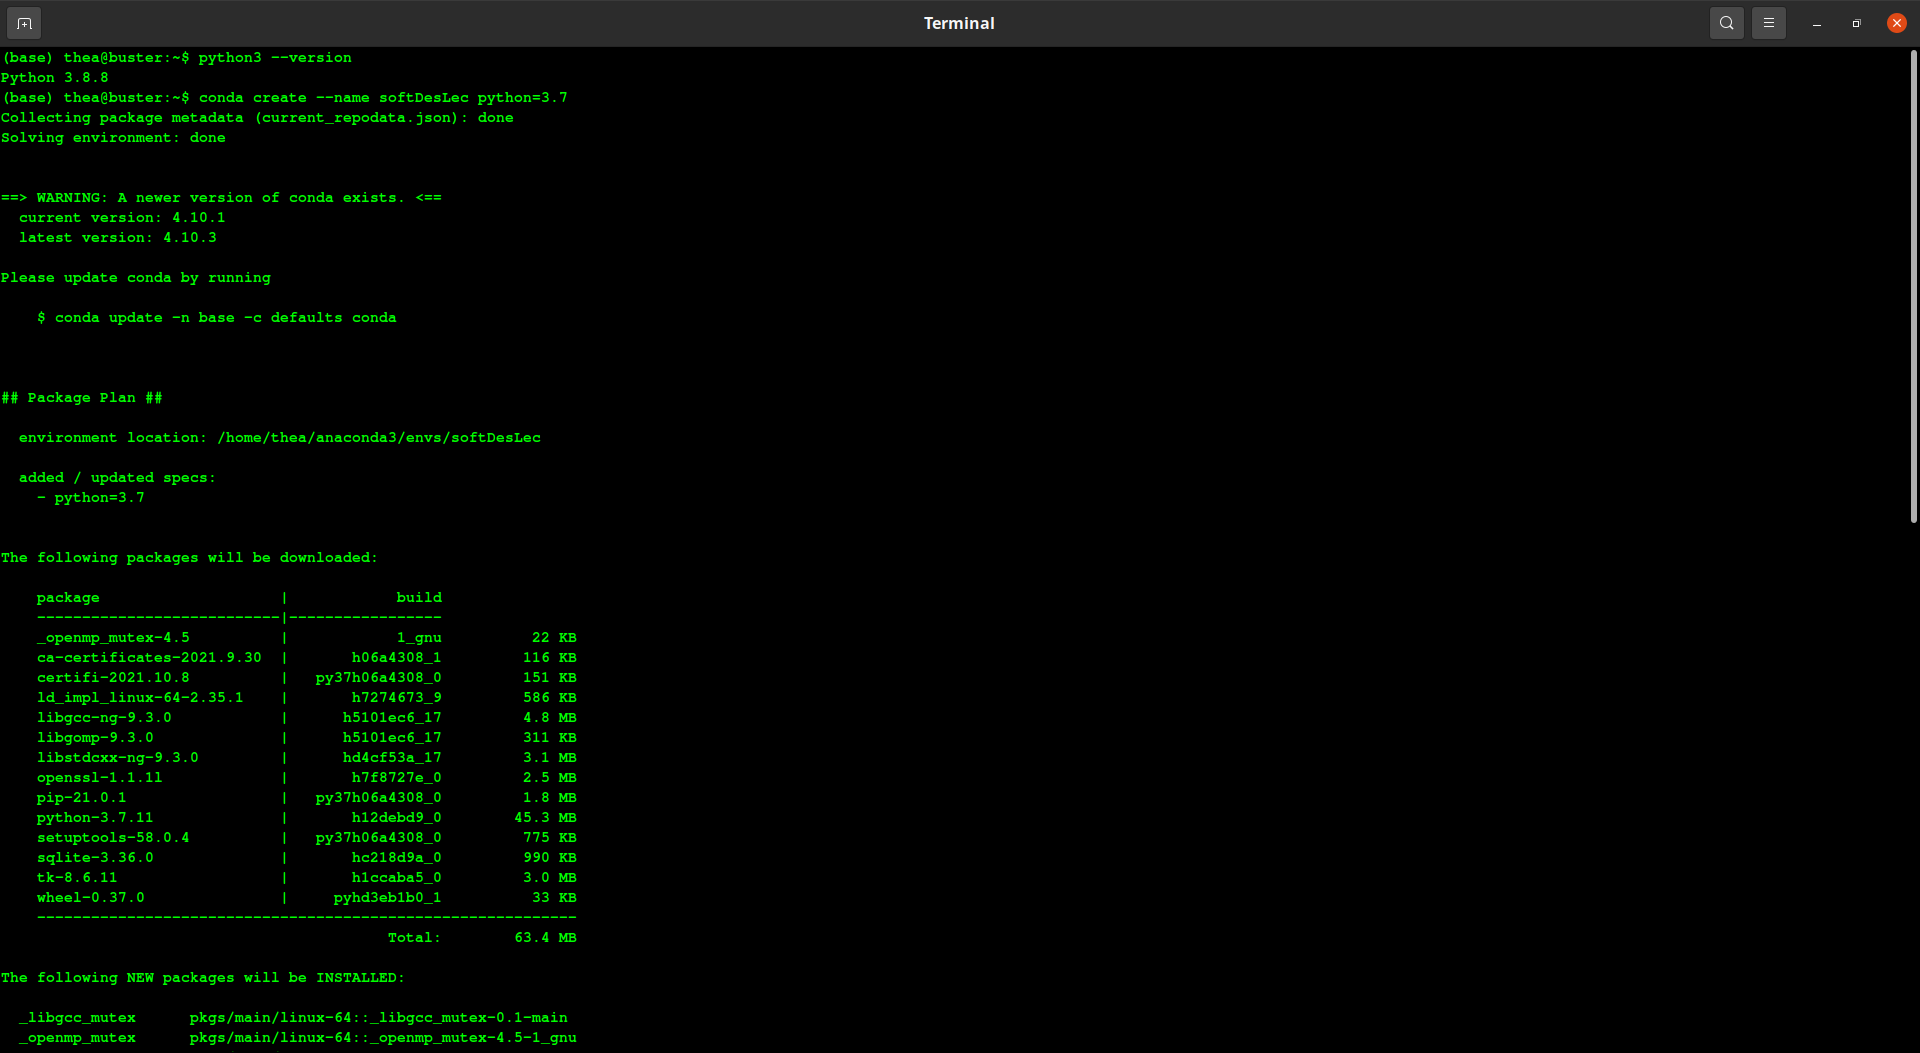 Terminal
(base) thea@buster:~$ python3 --version
Python 3.8.8
(base) thea@buster:~$ conda create --name softDesLec python=3.7
Collecting package metadata (current_repodata.json): done
Solving environment: done
==> WARNING: A newer version of conda exists. <==
  current version: 4.10.1
  latest version: 4.10.3
Please update conda by running
    $ conda update -n base -c defaults conda
## Package Plan ##
  environment location: /home/thea/anaconda3/envs/softDesLec
  added / updated specs:
    - python=3.7
The following packages will be downloaded:
    package                    |            build
    ---------------------------|-----------------
    _openmp_mutex-4.5          |            1_gnu          22 KB
    ca-certificates-2021.9.30  |       h06a4308_1         116 KB
    certifi-2021.10.8          |   py37h06a4308_0         151 KB
    ld_impl_linux-64-2.35.1    |       h7274673_9         586 KB
    libgcc-ng-9.3.0            |      h5101ec6_17         4.8 MB
    libgomp-9.3.0              |      h5101ec6_17         311 KB
    libstdcxx-ng-9.3.0         |      hd4cf53a_17         3.1 MB
    openssl-1.1.1l             |       h7f8727e_0         2.5 MB
    pip-21.0.1                 |   py37h06a4308_0         1.8 MB
    python-3.7.11              |       h12debd9_0        45.3 MB
    setuptools-58.0.4          |   py37h06a4308_0         775 KB
    sqlite-3.36.0              |       hc218d9a_0         990 KB
    tk-8.6.11                  |       h1ccaba5_0         3.0 MB
    wheel-0.37.0               |     pyhd3eb1b0_1          33 KB
    ------------------------------------------------------------
                                           Total:        63.4 MB
The following NEW packages will be INSTALLED:
  _libgcc_mutex      pkgs/main/linux-64::_libgcc_mutex-0.1-main
  _openmp_mutex      pkgs/main/linux-64::_openmp_mutex-4.5-1_gnu